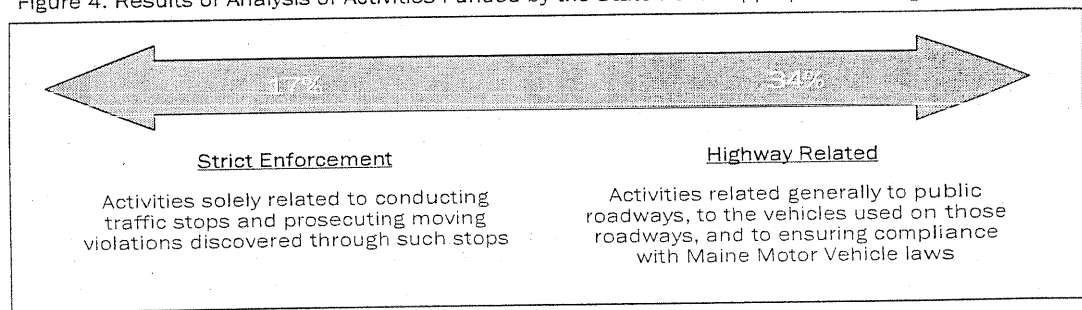 Figure 4. Results of Analysis of Activities Funded by the State
17% 34%
Strict Enforcement
Activities solely related to conducting
traffic stops and prosecuting moving
violations discovered through such stops
Highway Related
Activities related generally to public
roadways, to the vehicles used on those
roadways, and to ensuring compliance
with Maine Motor Vehicle laws